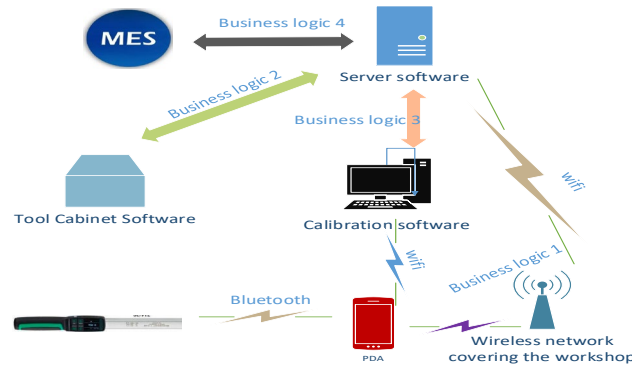 Business logic 4
MES
Server software
Business logic 2
Business logic 3
wifi
Tool Cabinet Software
Calibration software
wifi
Business logic 1
Bluetooth
Wireless network
covering the workshop
PDA